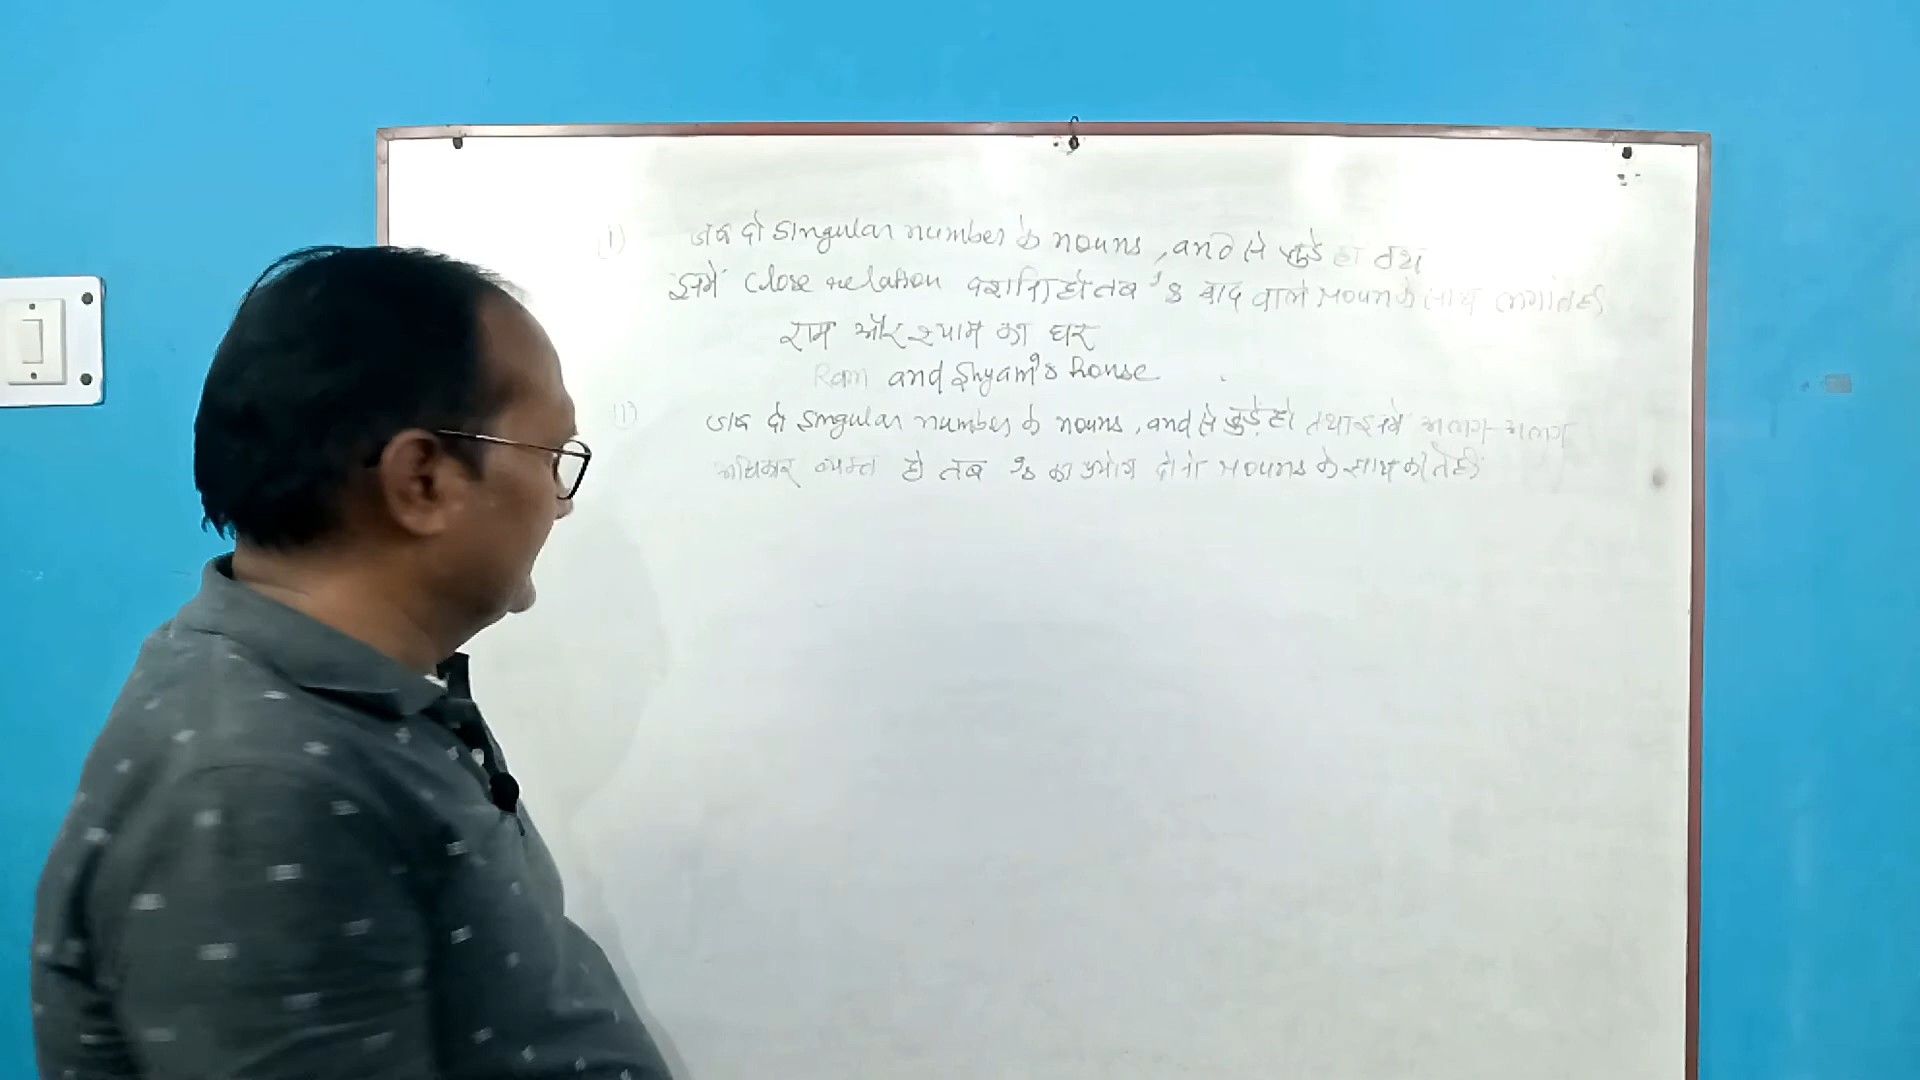 (i) जब दो singular number के nouns, and से जुड़े हो तथा
इनमें close relation दर्शाना हो तब 's बाद वाले Noun के साथ लगाते हैं
राम और श्याम का घर
Ram and Shyam's house
(ii) जब दो singular number के nouns, and से जुड़े हो तथा इनमें अलग-अलग
अधिकार व्यक्त हो तब 's का प्रयोग दोनों Nouns के साथ करते हैं